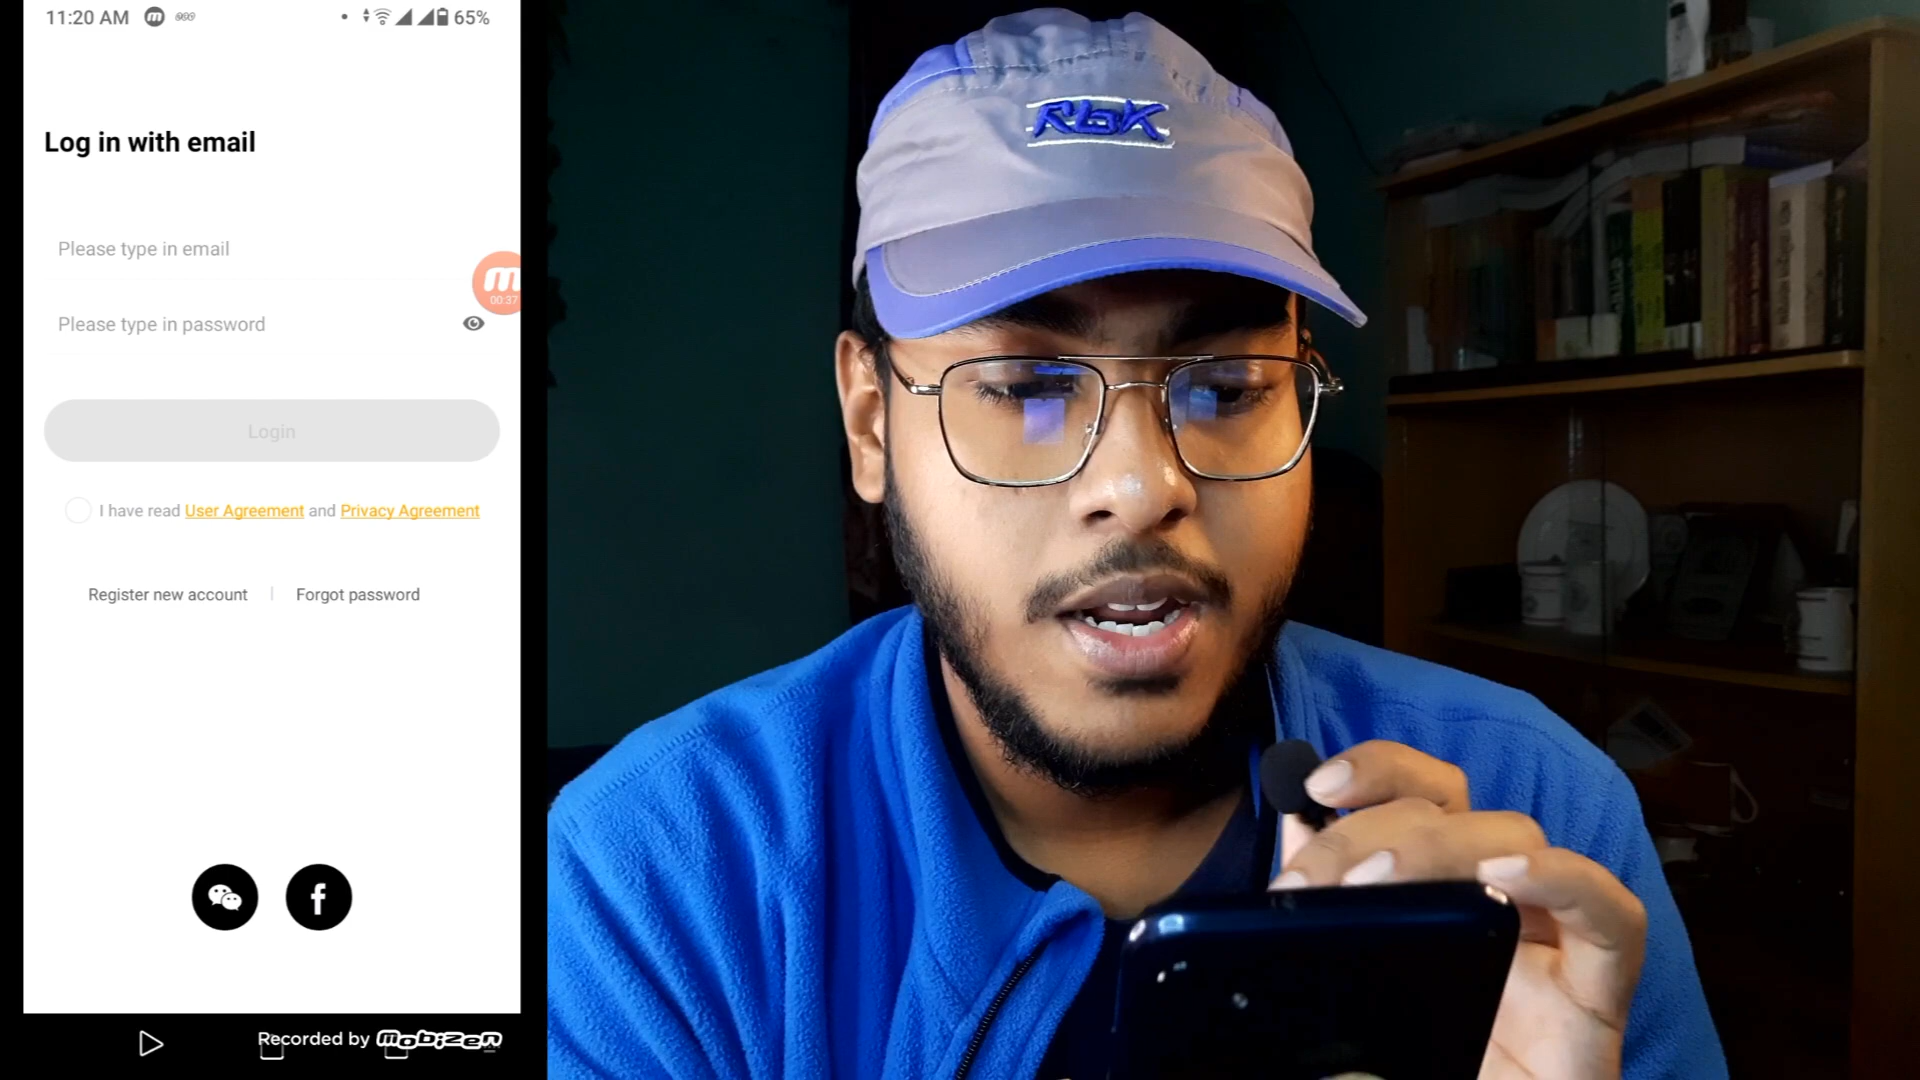 11:20 AM
65%
Log in with email
Please type in email
00:37
Please type in password
Login
I have read User Agreement and Privacy Agreement
Register new account | Forgot password
Recorded by mobizen
RbK